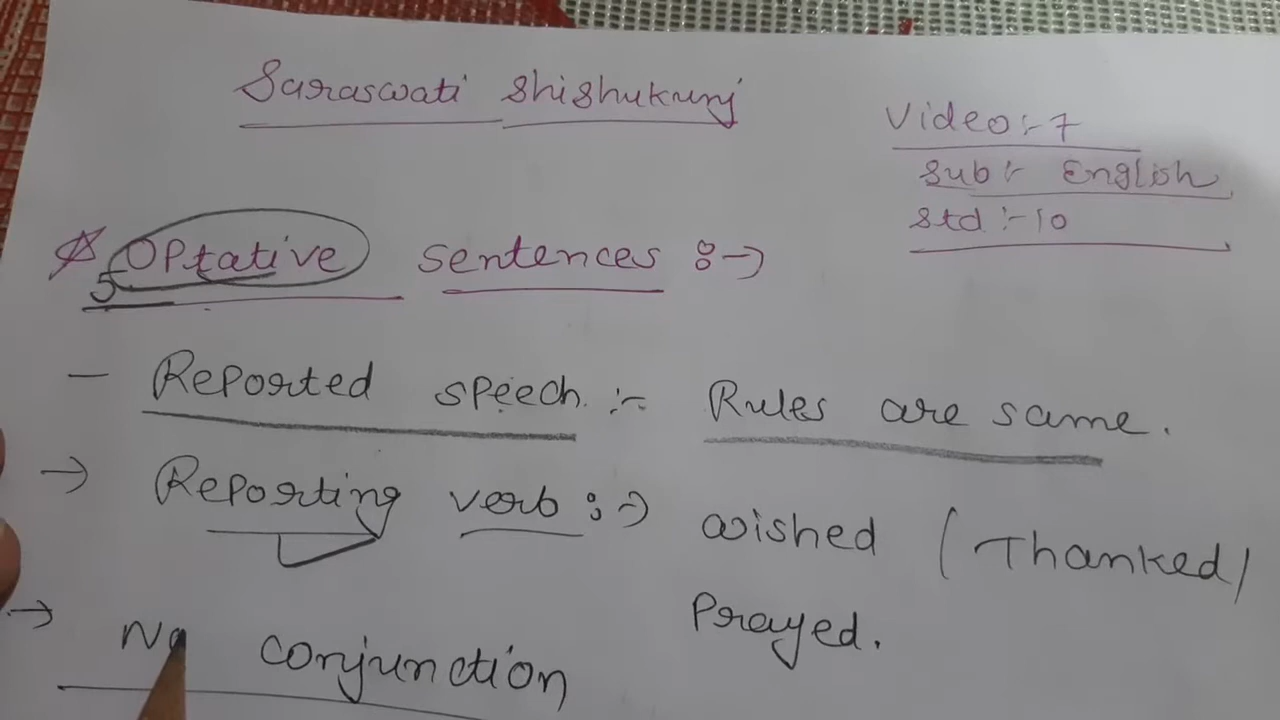 Saraswati Shishukunj
Video:- 7
Sub:- English
Std:-10
5 Optative sentences :->
- Reported speech :- Rules are same.
→ Reporting verb :-> wished / Thanked /
Prayed.
→ No conjunction